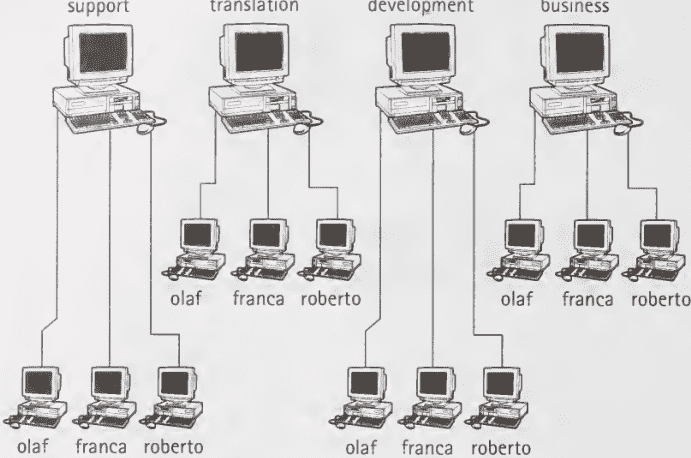 support translation development business
olaf franca roberto olaf franca roberto
olaf franca roberto olaf franca roberto